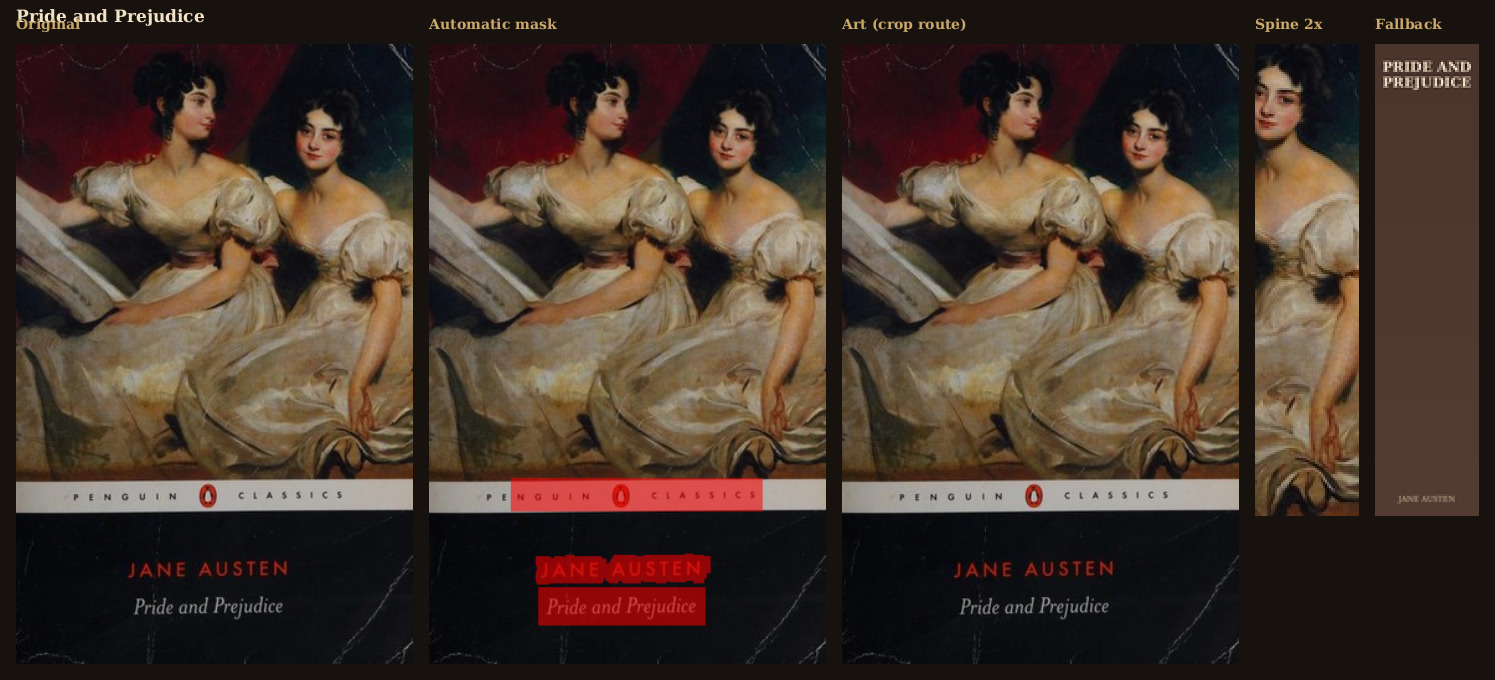 Pride and Prejudice
Original
Automatic mask
Art (crop route)
Spine 2x
Fallback
PENGUIN CLASSICS
JANE AUSTEN
Pride and Prejudice
PENGUIN CLASSICS
JANE AUSTEN
Pride and Prejudice
PENGUIN CLASSICS
JANE AUSTEN
Pride and Prejudice
PRIDE AND
PREJUDICE
JANE AUSTEN